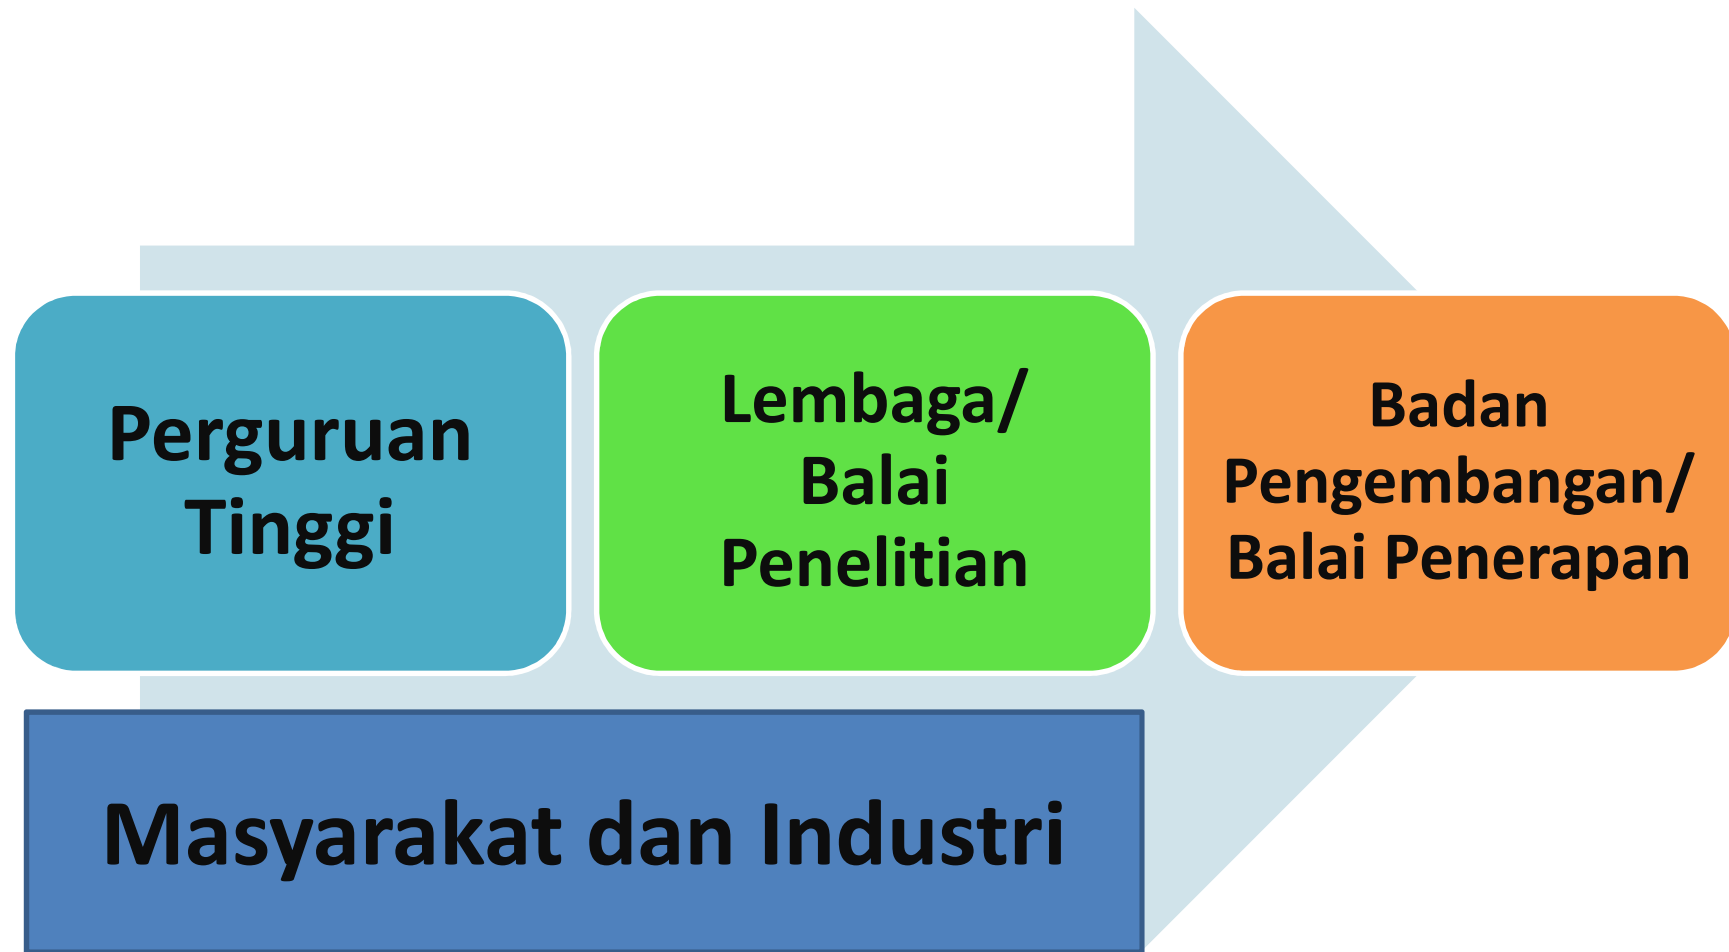 Perguruan
Tinggi
Lembaga/
Balai
Penelitian
Badan
Pengembangan/
Balai Penerapan
Masyarakat dan Industri